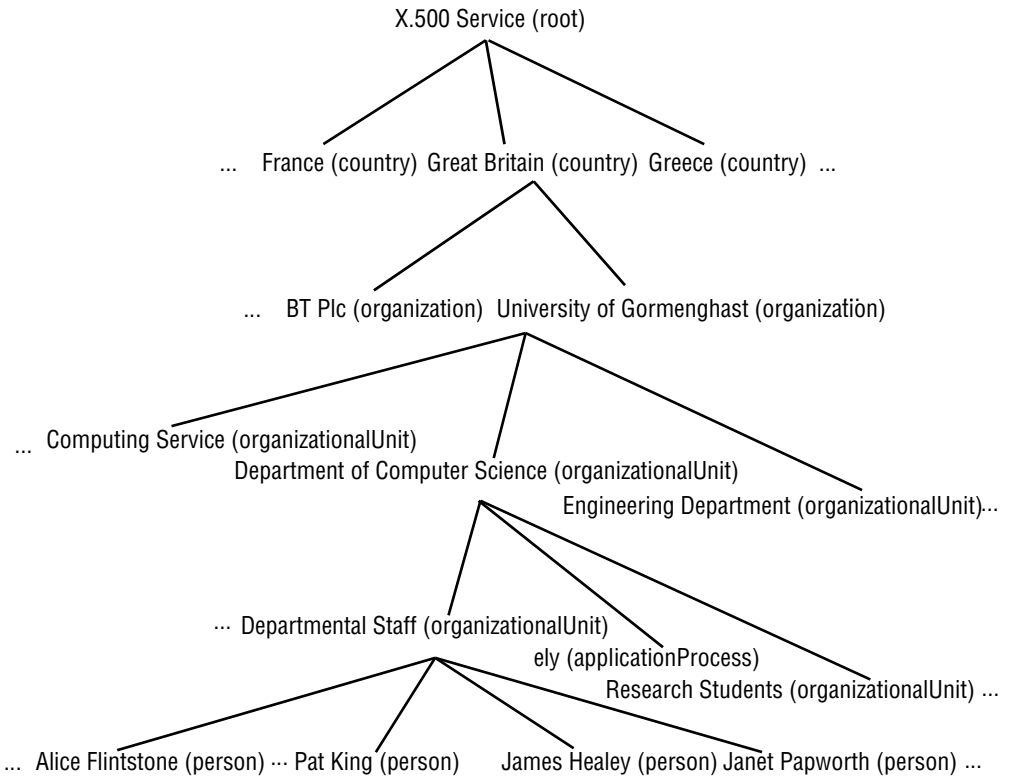 X.500 Service (root)
... France (country) Great Britain (country) Greece (country) ...
... BT Plc (organization) University of Gormenghast (organization)
... Computing Service (organizationalUnit)
Department of Computer Science (organizationalUnit)
Engineering Department (organizationalUnit)...
... Departmental Staff (organizationalUnit)
ely (applicationProcess)
Research Students (organizationalUnit) ...
... Alice Flintstone (person) ... Pat King (person) James Healey (person) Janet Papworth (person) ...